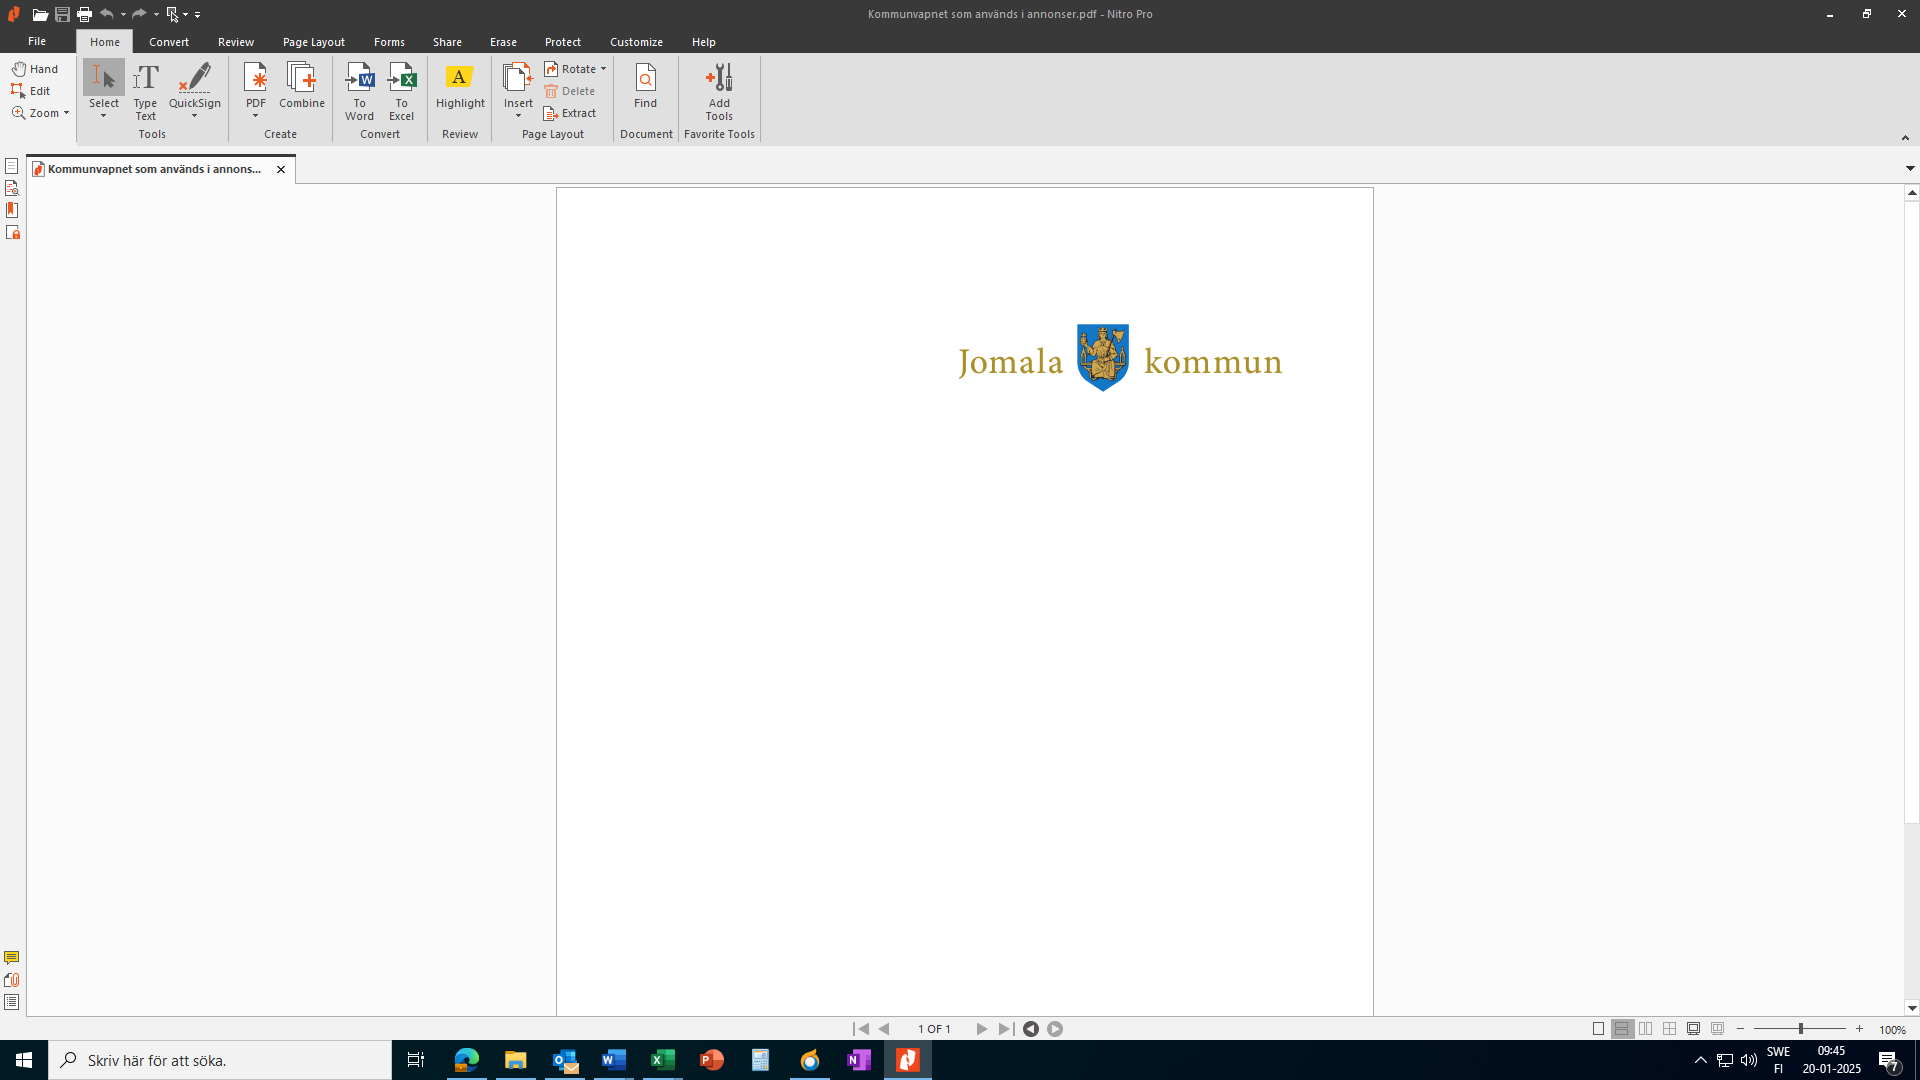 Kommunvapnet som används i annonser.pdf - Nitro Pro
File Home Convert Review Page Layout Forms Share Erase Protect Customize Help
Hand
Edit
Zoom
Select
Type Text
QuickSign
Tools
PDF
Combine
Create
To Word
To Excel
Convert
Highlight
Review
Insert
Rotate
Delete
Extract
Page Layout
Find
Document
Add Tools
Favorite Tools
Kommunvapnet som används i annons...
Jomala kommun
1 OF 1
100%
Skriv här för att söka.
SWE
FI
09:45
20-01-2025
7